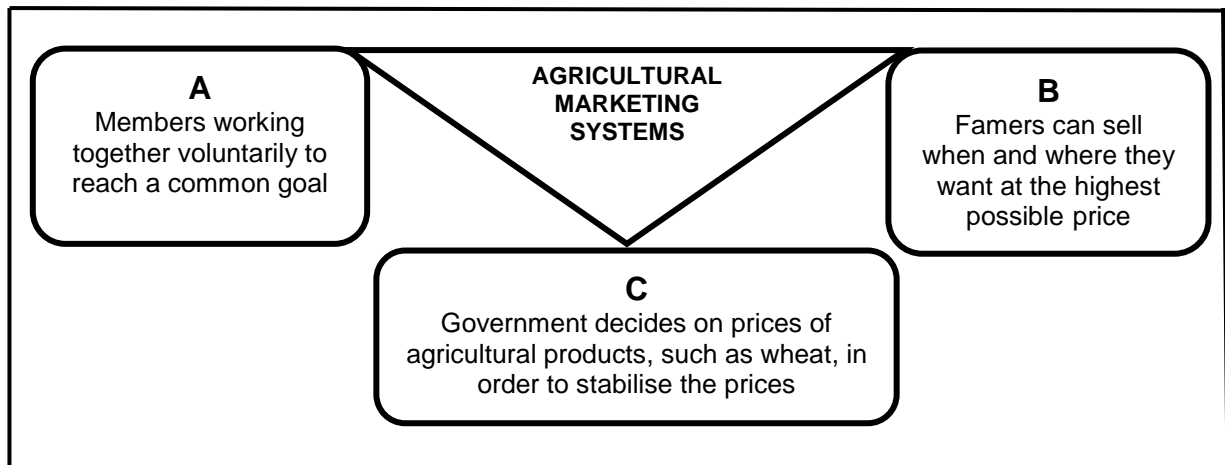 AGRICULTURAL
MARKETING
SYSTEMS
A
Members working
together voluntarily to
reach a common goal
B
Famers can sell
when and where they
want at the highest
possible price
C
Government decides on prices of
agricultural products, such as wheat, in
order to stabilise the prices